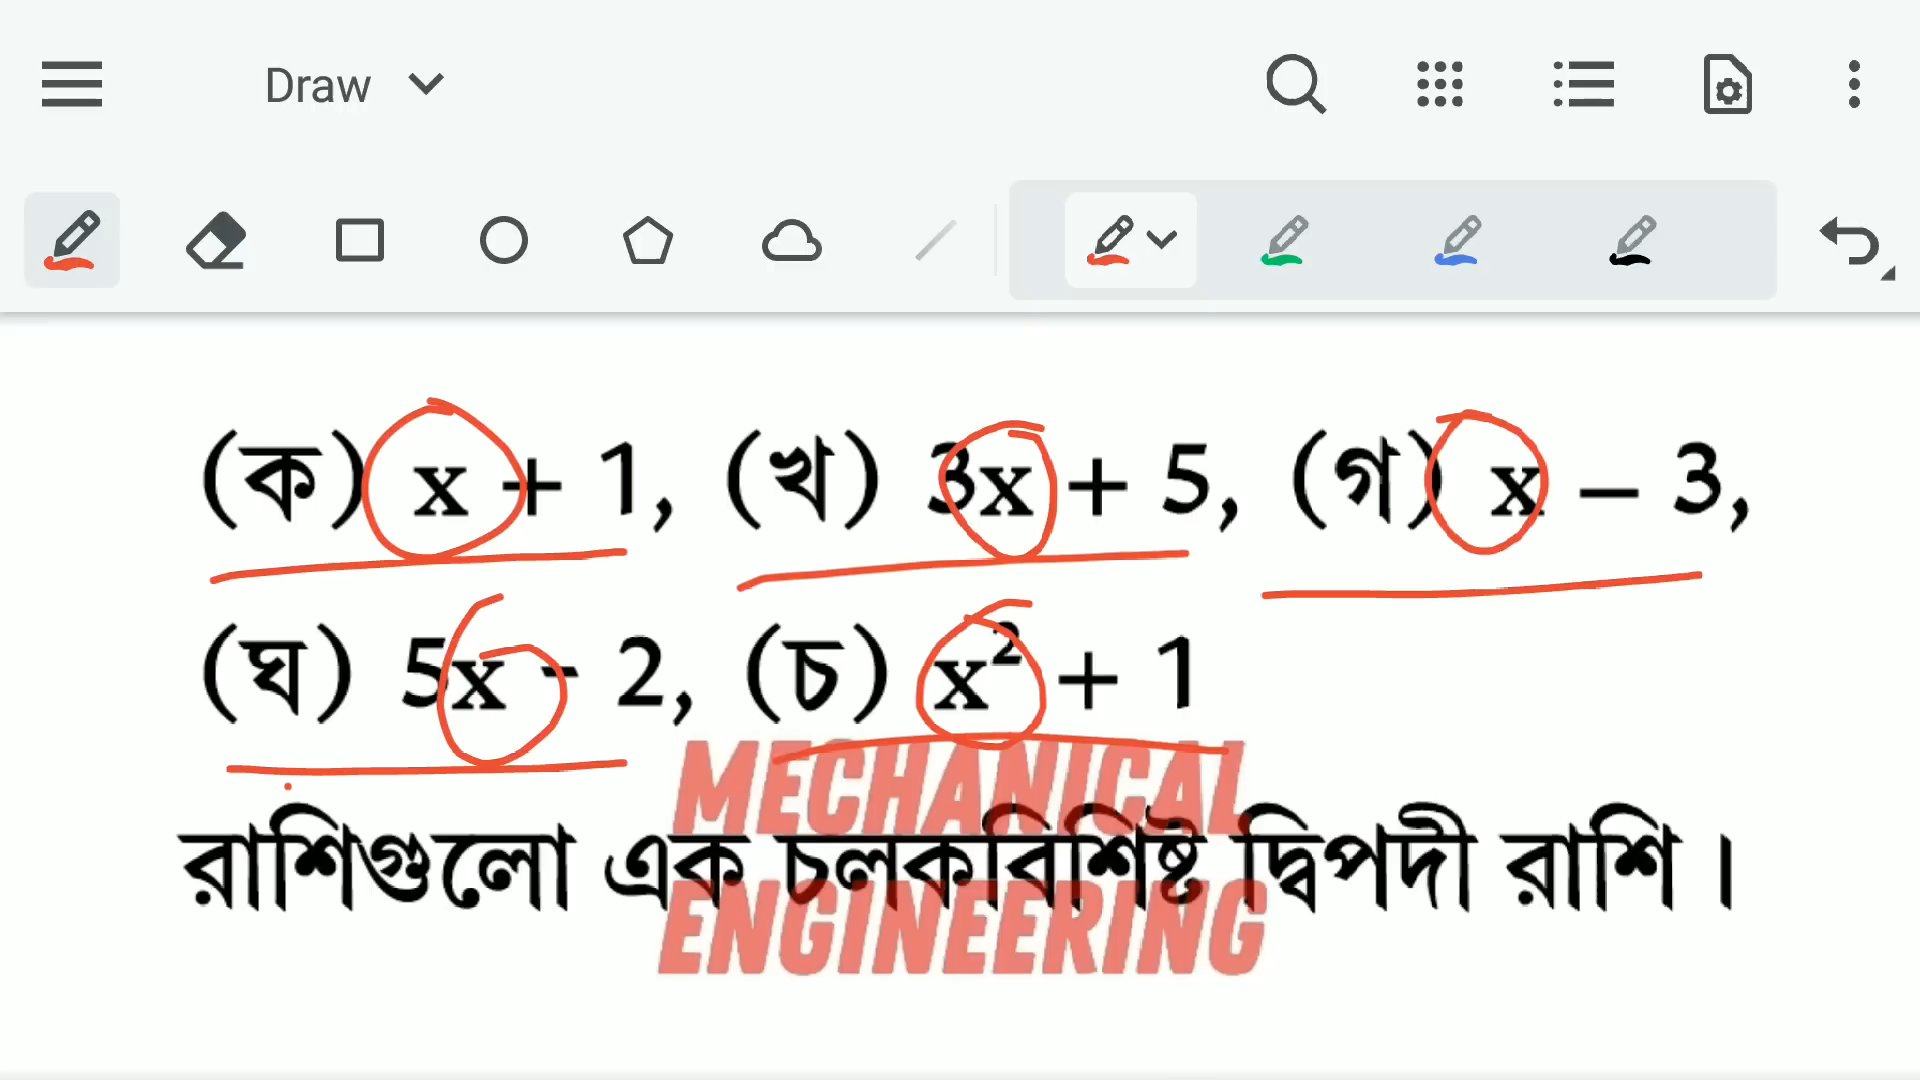 Draw
(ক) x + 1, (খ) 3x + 5, (গ) x – 3,
(ঘ) 5x - 2, (চ) x² + 1
MECHANICAL
রাশিগুলো এক চলকবিশিষ্ট দ্বিপদী রাশি।
ENGINEERING